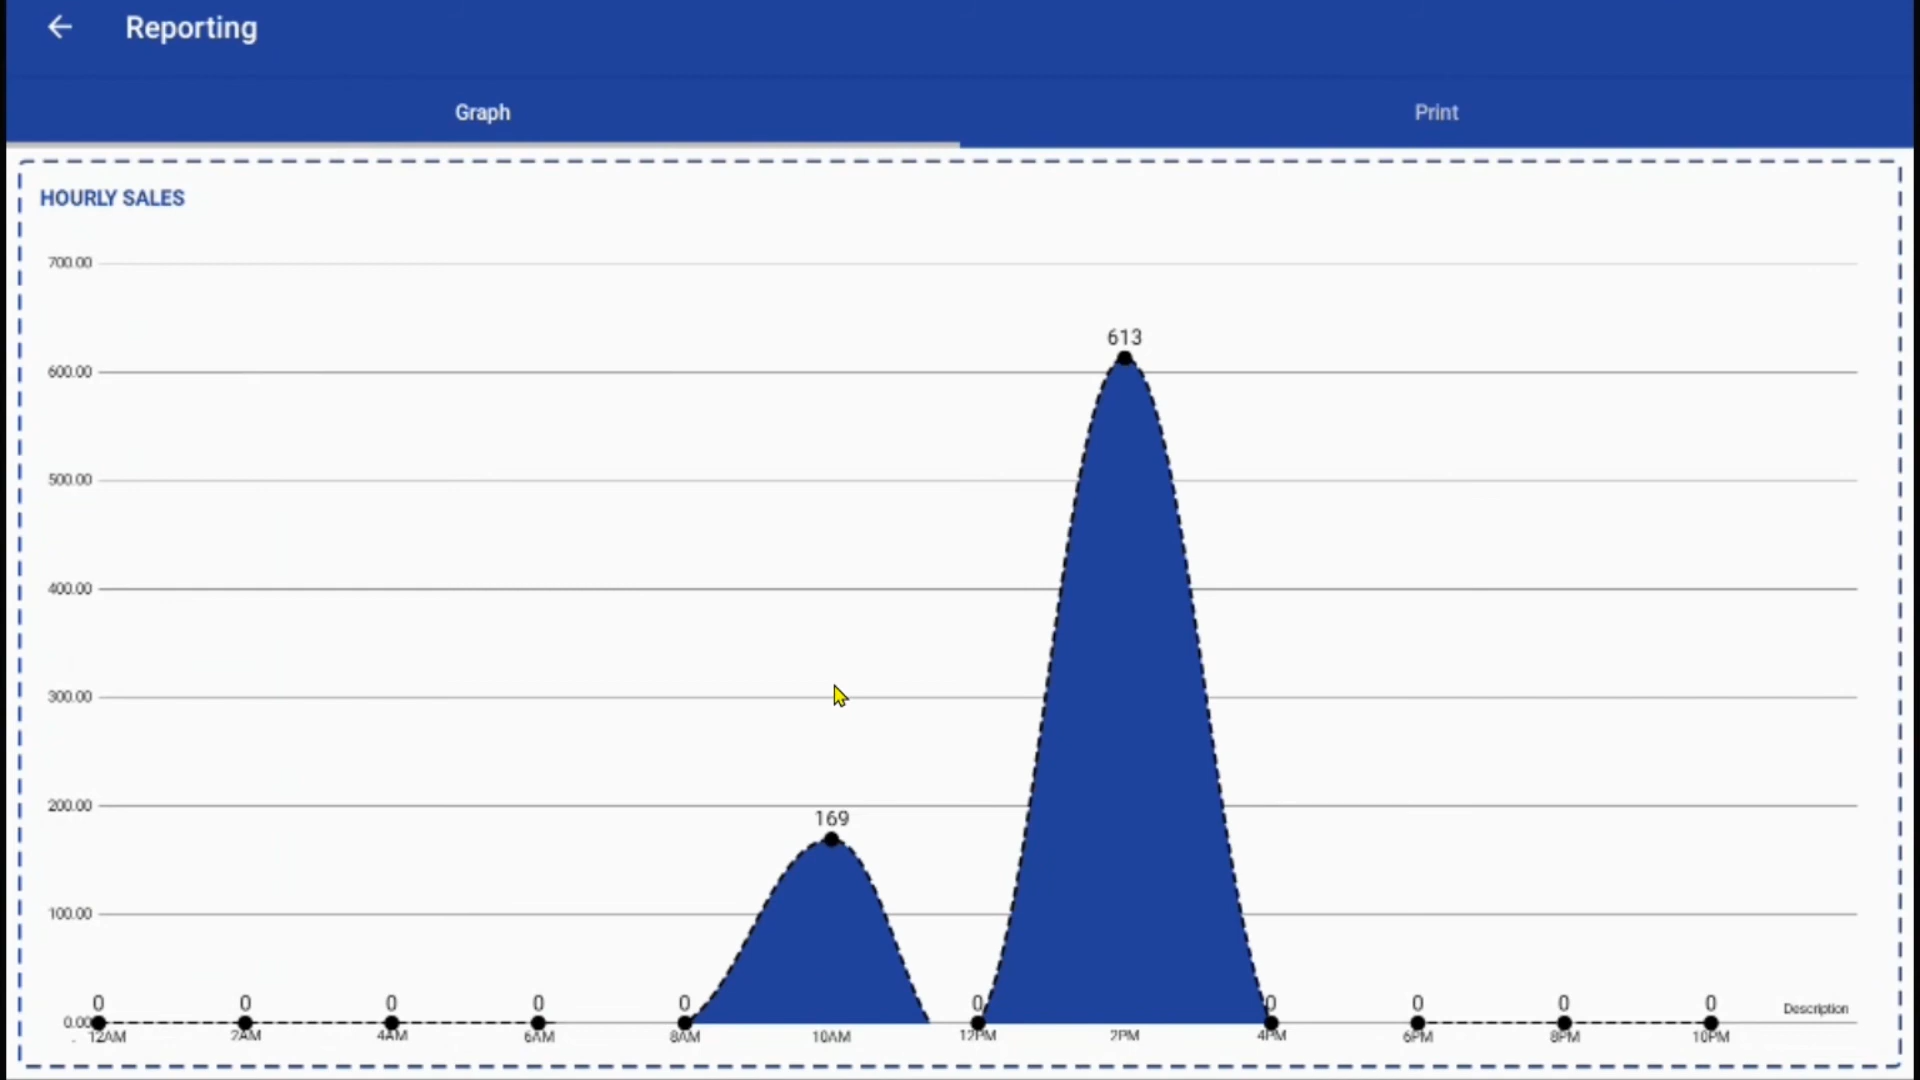 Reporting
Graph
Print
HOURLY SALES
700.00
613
600.00
500.00
400.00
300.00
200.00
169
100.00
0 0 0 0 0 0 0 0 0 0
Description
0.00
12AM 2AM 4AM 6AM 8AM 10AM 12PM 2PM 4PM 6PM 8PM 10PM